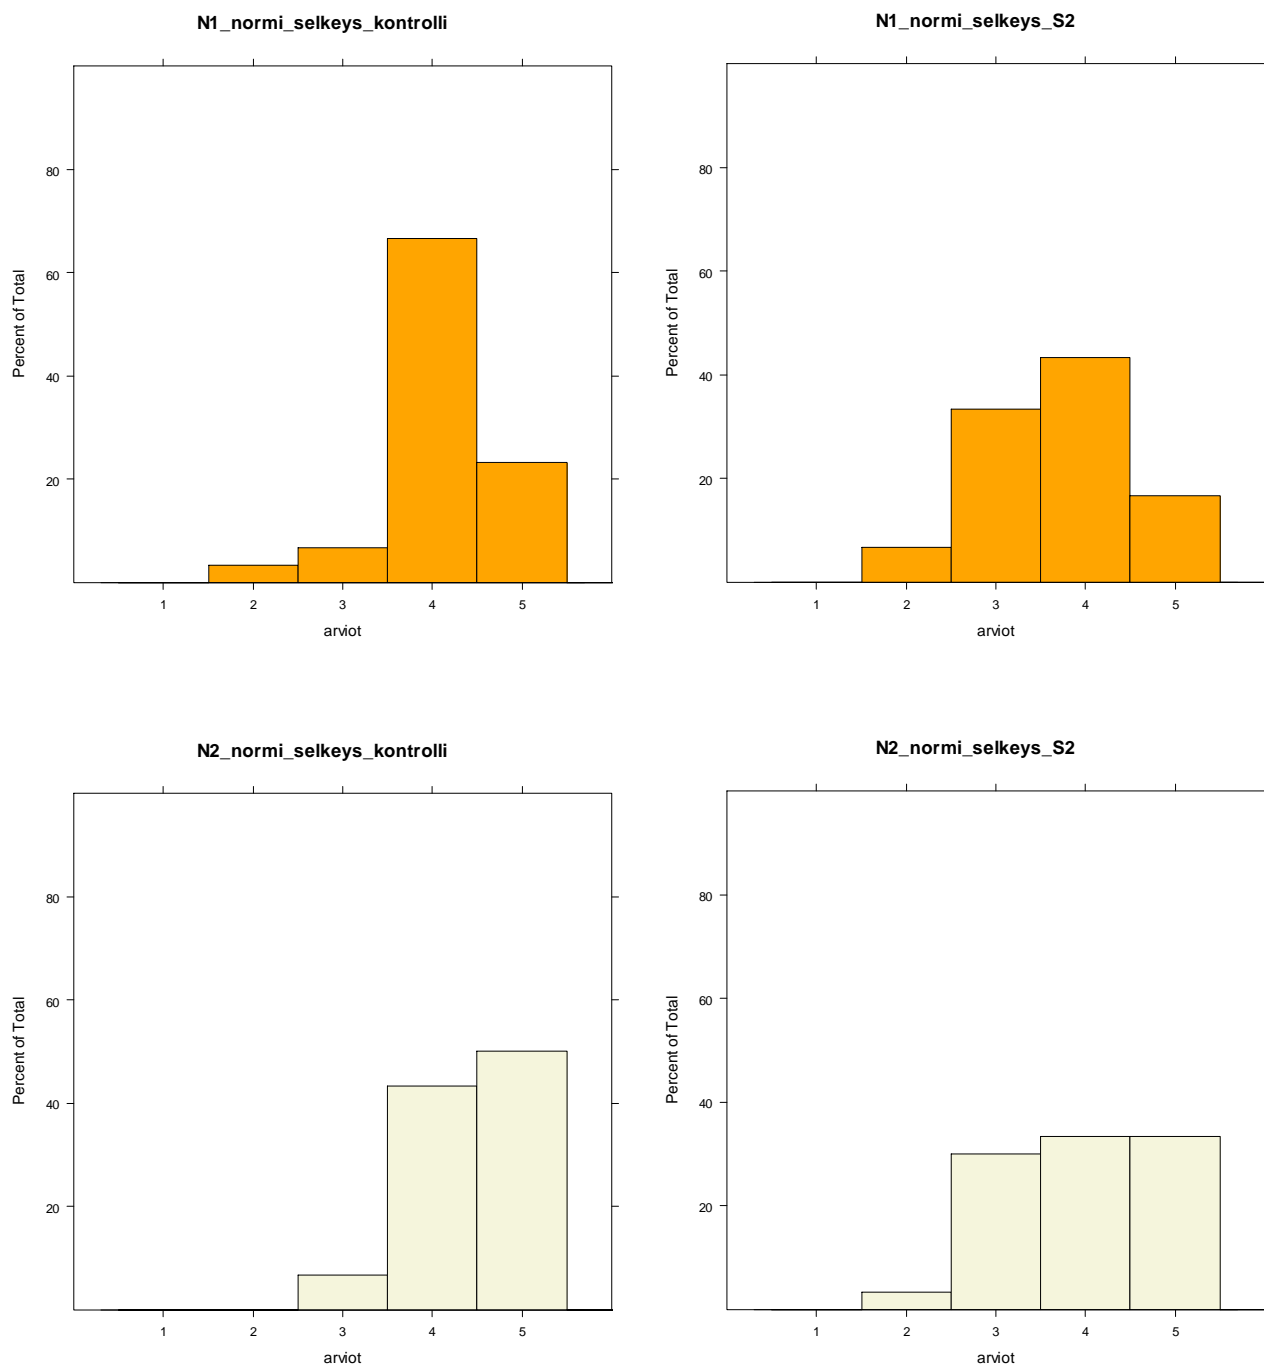 N1_normi_selkeys_kontrolli
Percent of Total
80
60
40
20
1 2 3 4 5
arviot
N1_normi_selkeys_S2
Percent of Total
80
60
40
20
1 2 3 4 5
arviot
N2_normi_selkeys_kontrolli
Percent of Total
80
60
40
20
1 2 3 4 5
arviot
N2_normi_selkeys_S2
Percent of Total
80
60
40
20
1 2 3 4 5
arviot